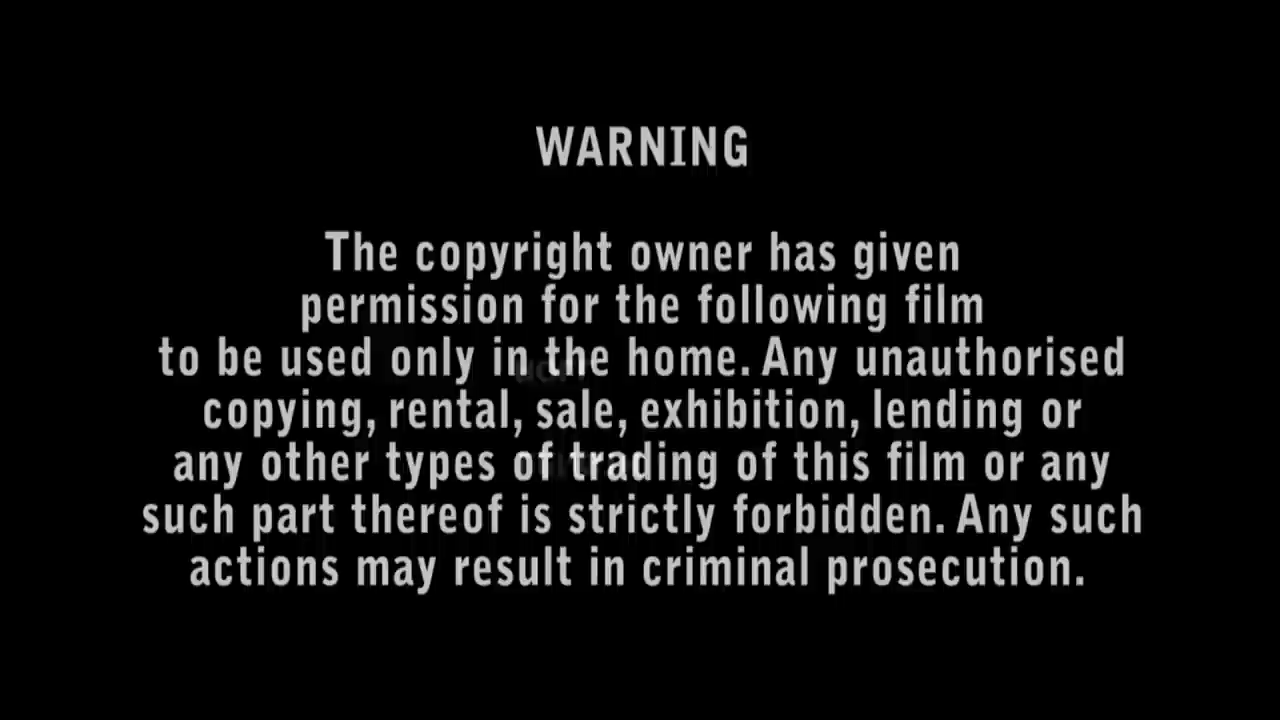 WARNING
The copyright owner has given
permission for the following film
to be used only in the home. Any unauthorised
copying, rental, sale, exhibition, lending or
any other types of trading of this film or any
such part thereof is strictly forbidden. Any such
actions may result in criminal prosecution.